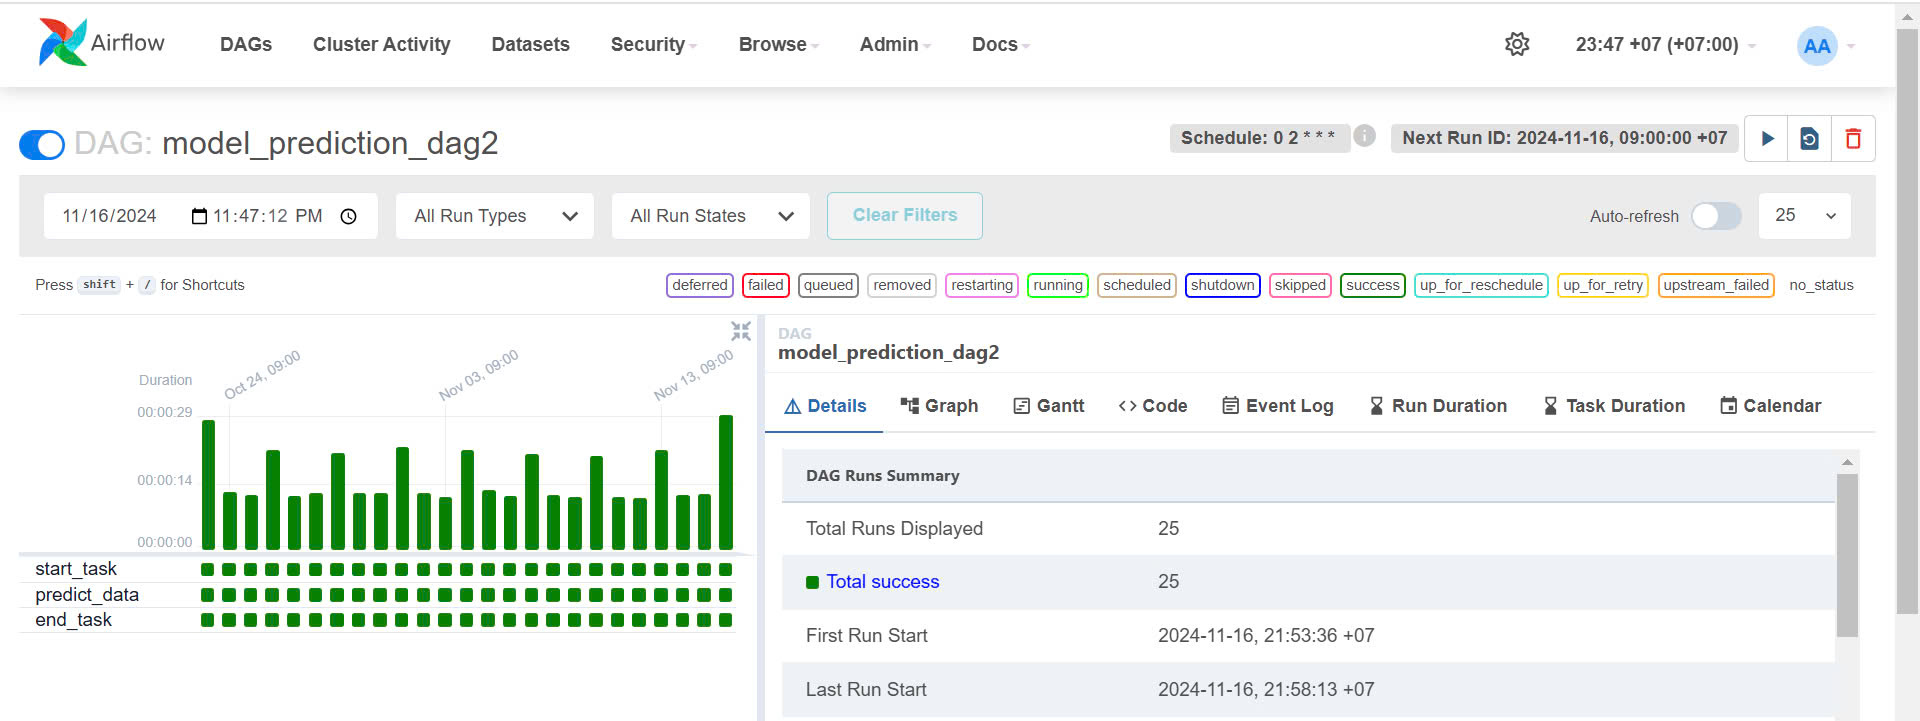 Airflow DAGs Cluster Activity Datasets Security Browse Admin Docs 23:47 +07 (+07:00) AA
DAG: model_prediction_dag2 Schedule: 0 2 * * * i Next Run ID: 2024-11-16, 09:00:00 +07
11/16/2024 11:47:12 PM All Run Types All Run States Clear Filters Auto-refresh 25
Press shift + / for Shortcuts deferred failed queued removed restarting running scheduled shutdown skipped success up_for_reschedule up_for_retry upstream_failed no_status
Oct 24, 09:00 Nov 03, 09:00 Nov 13, 09:00
Duration
00:00:29
00:00:14
00:00:00
start_task
predict_data
end_task
DAG
model_prediction_dag2
Details Graph Gantt <> Code Event Log Run Duration Task Duration Calendar
DAG Runs Summary
Total Runs Displayed 25
Total success 25
First Run Start 2024-11-16, 21:53:36 +07
Last Run Start 2024-11-16, 21:58:13 +07